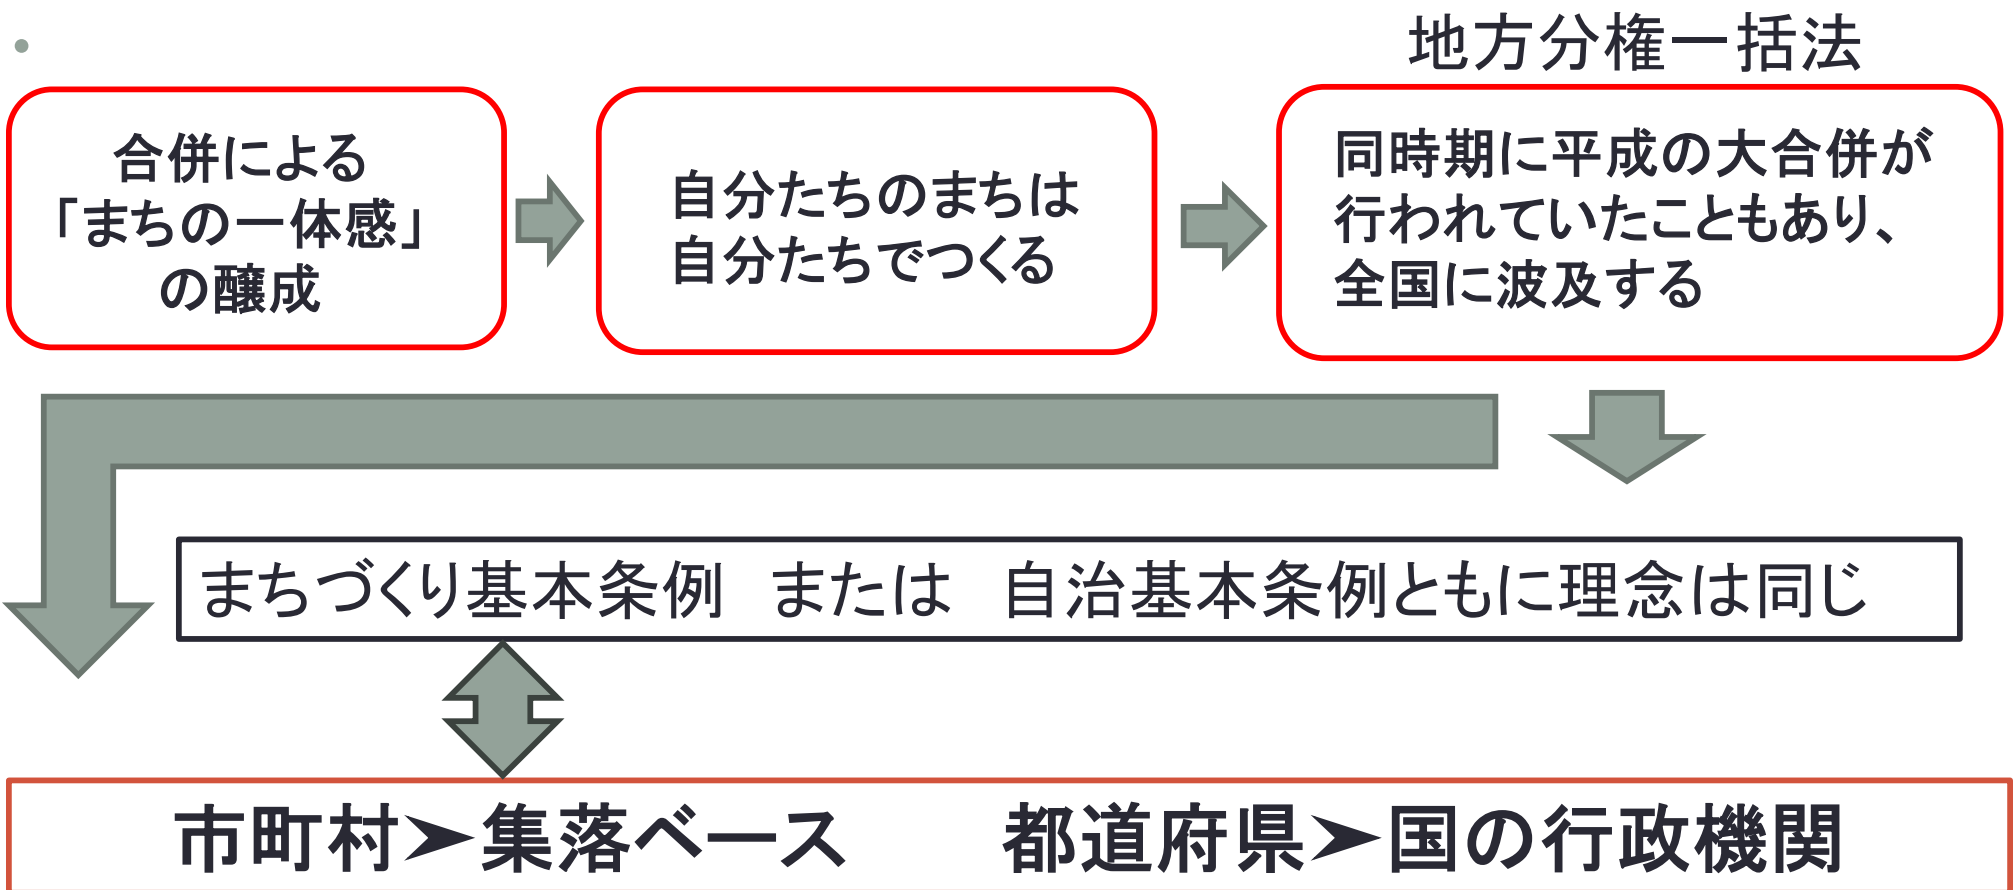 地方分権一括法
合併による
「まちの一体感」
の醸成
自分たちのまちは
自分たちでつくる
同時期に平成の大合併が
行われていたこともあり、
全国に波及する
まちづくり基本条例　または　自治基本条例ともに理念は同じ
市町村➤集落ベース　　都道府県➤国の行政機関